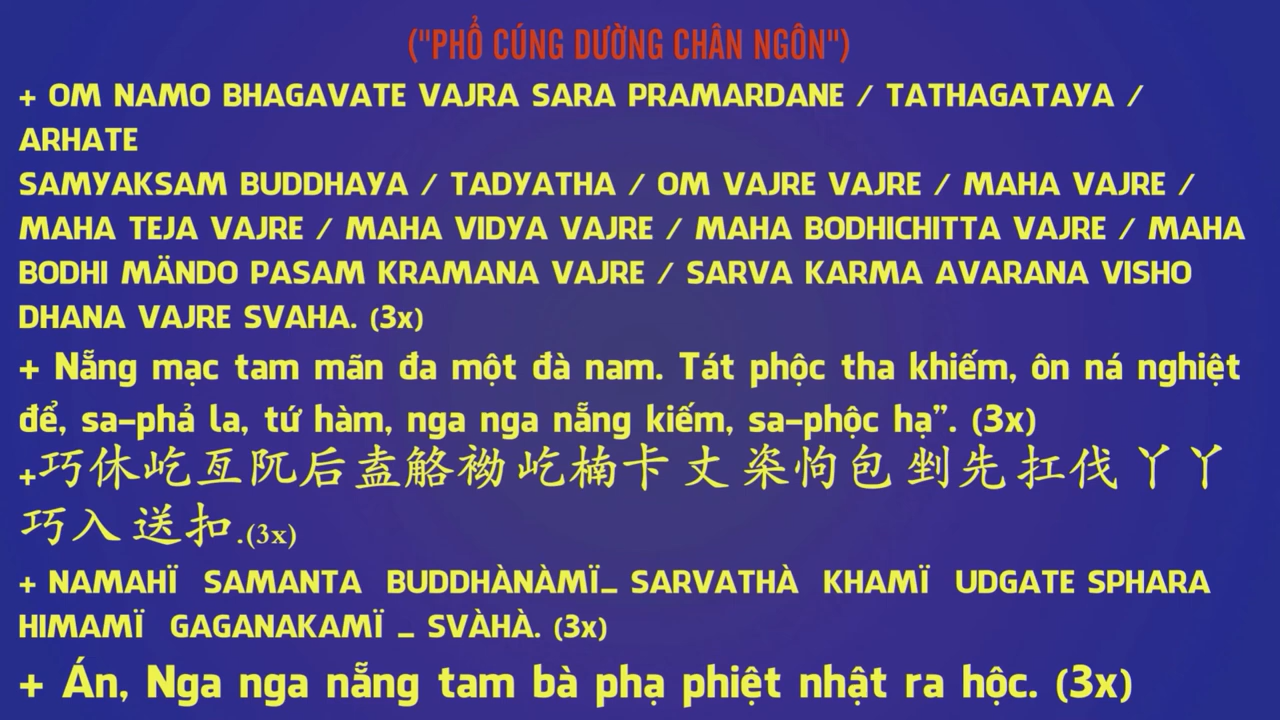 ("PHỔ CÚNG DƯỜNG CHÂN NGÔN")
+ OM NAMO BHAGAVATE VAJRA SARA PRAMARDANE / TATHAGATAYA /
ARHATE
SAMYAKSAM BUDDHAYA / TADYATHA / OM VAJRE VAJRE / MAHA VAJRE /
MAHA TEJA VAJRE / MAHA VIDYA VAJRE / MAHA BODHICHITTA VAJRE / MAHA
BODHI MÄNDO PASAM KRAMANA VAJRE / SARVA KARMA AVARANA VISHO
DHANA VAJRE SVAHA. (3x)
+ Nẵng mạc tam mãn đa một đà nam. Tát phộc tha khiếm, ôn ná nghiệt
để, sa-phả la, tứ hàm, nga nga nẵng kiếm, sa-phộc hạ”. (3x)
+巧休屹亙阢后盍觡袎屹楠卡丈栥怐包剉先扛伐丫丫
巧入送扣.(3x)
+ NAMAHÏ SAMANTA BUDDHÀNÀMÏ_ SARVATHÀ KHAMÏ UDGATE SPHARA
HIMAMÏ GAGANAKAMÏ _ SVÀHÀ. (3x)
+ Án, Nga nga nẵng tam bà phạ phiệt nhật ra hộc. (3x)